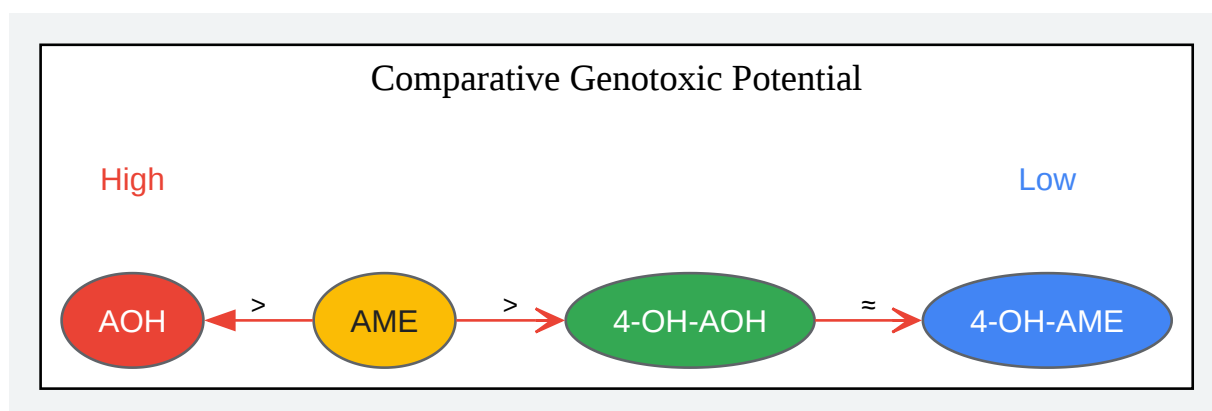 Comparative Genotoxic Potential
High Low
AOH > AME > 4-OH-AOH ≈ 4-OH-AME